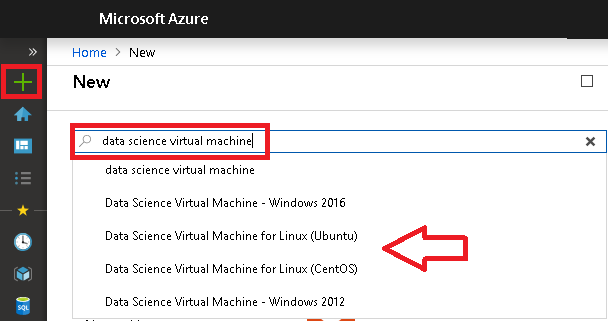 Microsoft Azure
»
Home > New
New
data science virtual machine
data science virtual machine
Data Science Virtual Machine - Windows 2016
Data Science Virtual Machine for Linux (Ubuntu)
Data Science Virtual Machine for Linux (CentOS)
Data Science Virtual Machine - Windows 2012
SQL